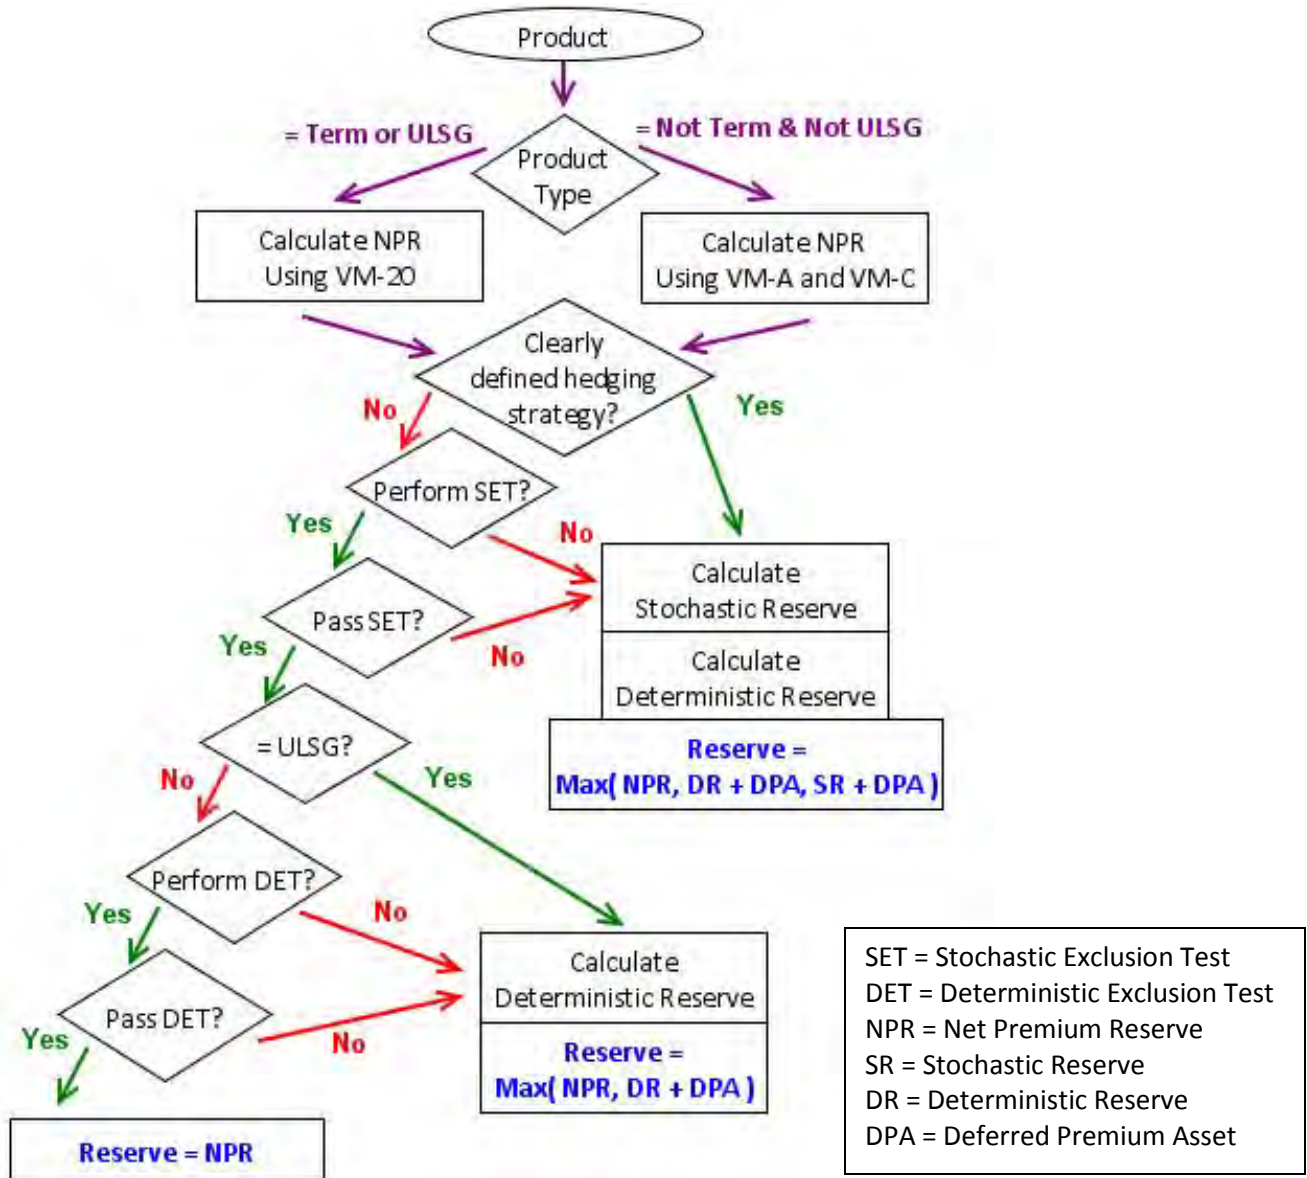 Product
= Term or ULSG
= Not Term & Not ULSG
Product
Type
Calculate NPR
Using VM-20
Calculate NPR
Using VM-A and VM-C
Clearly
defined hedging
strategy?
No
Yes
Perform SET?
Yes
No
Calculate
Stochastic Reserve
Pass SET?
Yes
No
Calculate
Deterministic Reserve
= ULSG?
Reserve =
Max( NPR, DR + DPA, SR + DPA )
No
Yes
Perform DET?
Yes
No
Calculate
Deterministic Reserve
Pass DET?
Yes
No
Reserve =
Max( NPR, DR + DPA )
Reserve = NPR
SET = Stochastic Exclusion Test
DET = Deterministic Exclusion Test
NPR = Net Premium Reserve
SR = Stochastic Reserve
DR = Deterministic Reserve
DPA = Deferred Premium Asset